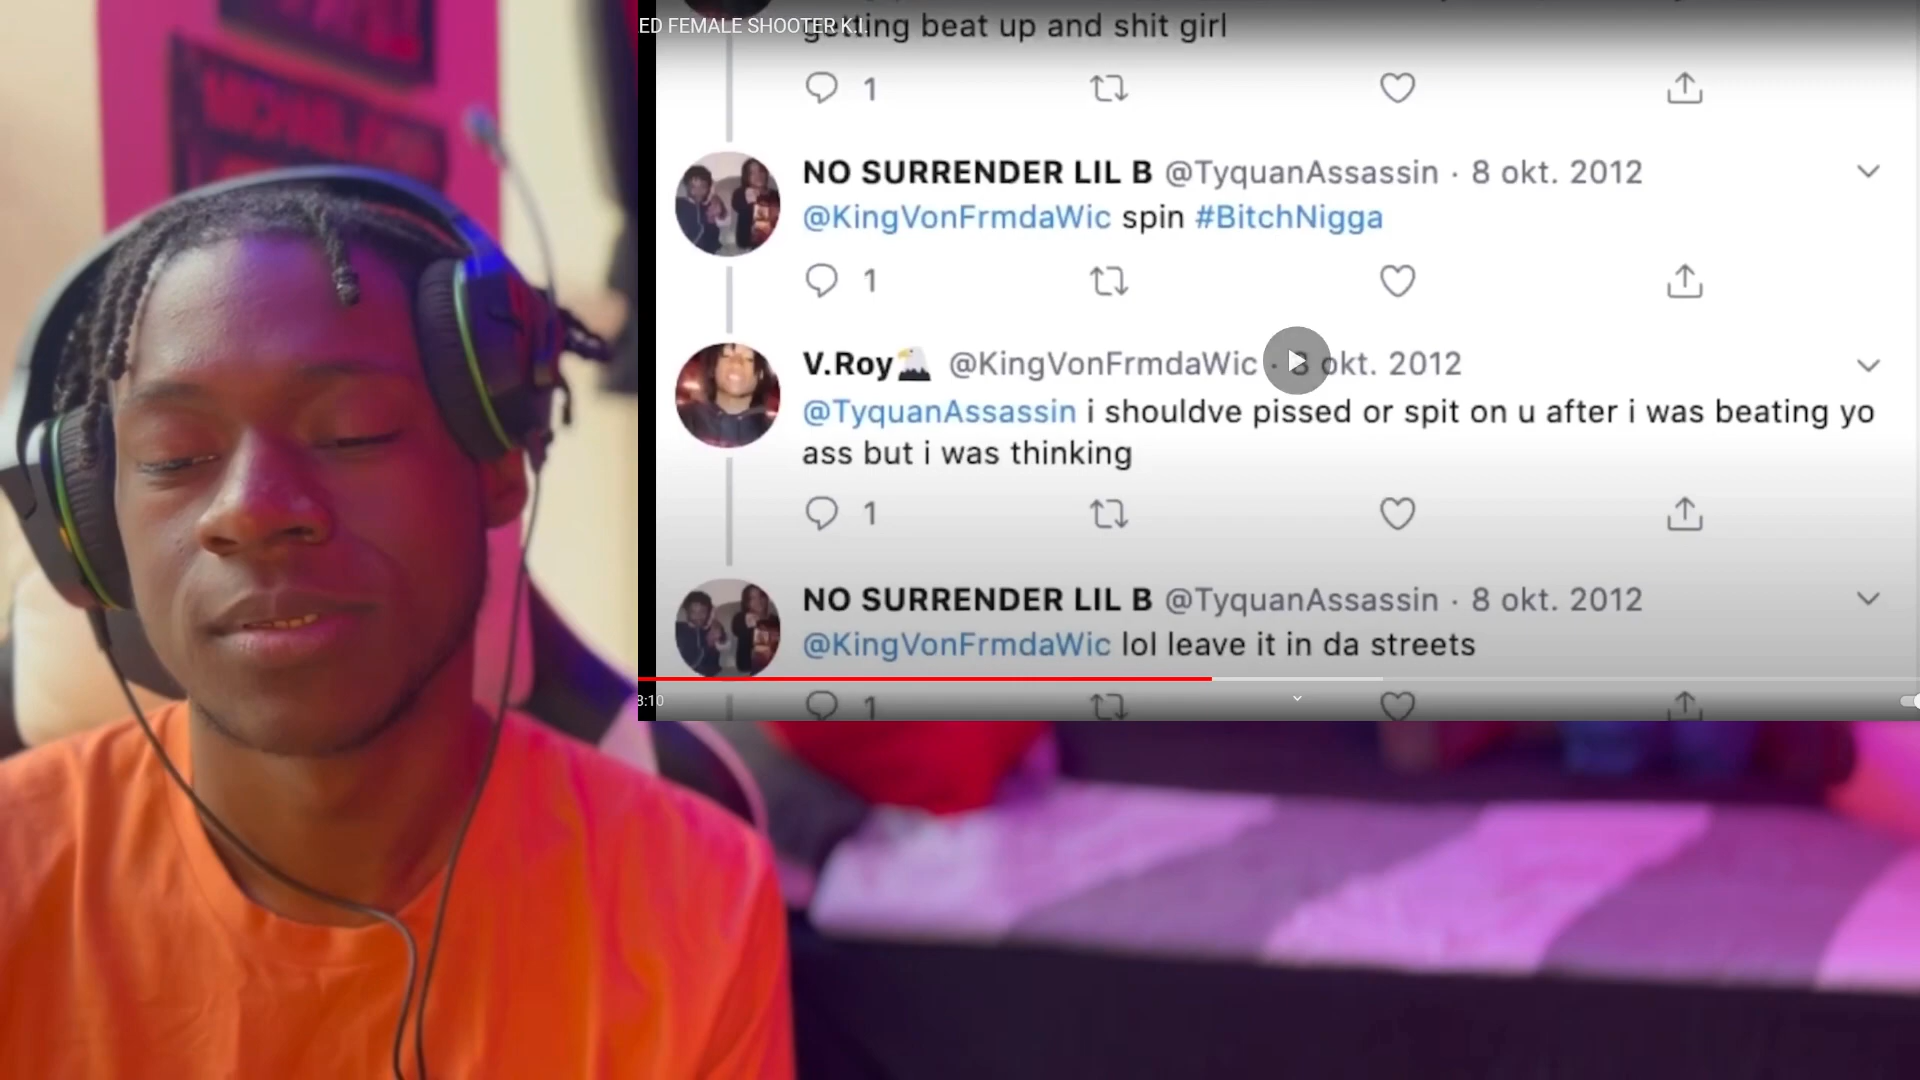 ED FEMALE SHOOTER K.I.
getting beat up and shit girl
1
NO SURRENDER LIL B @TyquanAssassin · 8 okt. 2012
@KingVonFrmdaWic spin #BitchNigga
1
V.Roy🦅 @KingVonFrmdaWic · 8 okt. 2012
@TyquanAssassin i shouldve pissed or spit on u after i was beating yo
ass but i was thinking
1
NO SURRENDER LIL B @TyquanAssassin · 8 okt. 2012
@KingVonFrmdaWic lol leave it in da streets
3:10
1